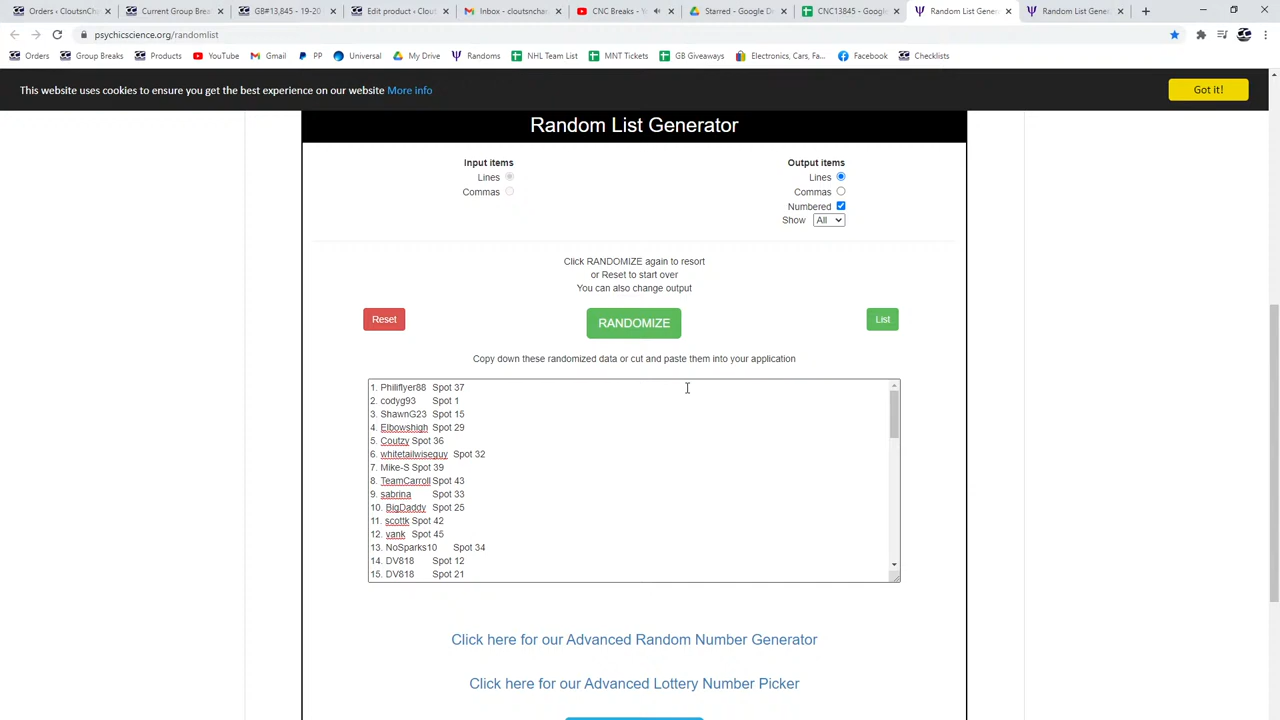 Orders › CloutsnCh
Current Group Break
GB#13,845 - 19-20
Edit product ‹ Clout
Inbox - cloutsnchar
CNC Breaks -
Starred - Google D
CNC13845 - Google
Random List Gener
Random List Gener
psychicscience.org/randomlist
Orders Group Breaks Products YouTube Gmail PP Universal My Drive Randoms NHL Team List MNT Tickets GB Giveaways Electronics, Cars, Fa... Facebook Checklists
This website uses cookies to ensure you get the best experience on our website More info
Got it!
Random List Generator
Input items
Lines
Commas
Output items
Lines
Commas
Numbered
Show All
Click RANDOMIZE again to resort
or Reset to start over
You can also change output
Reset
RANDOMIZE
List
Copy down these randomized data or cut and paste them into your application
1. Philiflyer88 Spot 37
2. codyg93 Spot 1
3. ShawnG23 Spot 15
4. Elbowshigh Spot 29
5. Coutzy Spot 36
6. whitetailwiseguy Spot 32
7. Mike-S Spot 39
8. TeamCarroll Spot 43
9. sabrina Spot 33
10. BigDaddy Spot 25
11. scottk Spot 42
12. vank Spot 45
13. NoSparks10 Spot 34
14. DV818 Spot 12
15. DV818 Spot 21
Click here for our Advanced Random Number Generator
Click here for our Advanced Lottery Number Picker